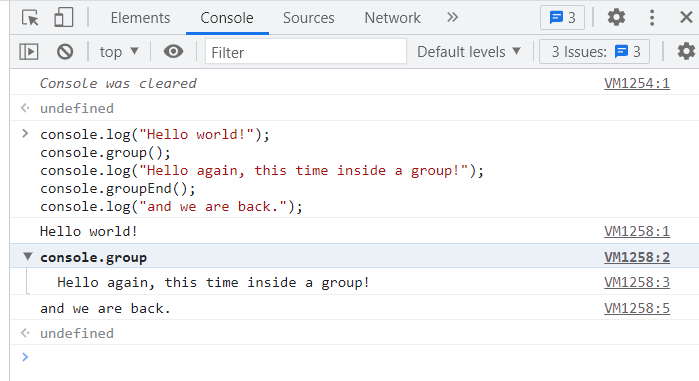 Elements Console Sources Network » 3
top ▼ Filter Default levels ▼ 3 Issues: 3
Console was cleared VM1254:1
undefined
console.log("Hello world!");
console.group();
console.log("Hello again, this time inside a group!");
console.groupEnd();
console.log("and we are back.");
Hello world! VM1258:1
console.group VM1258:2
Hello again, this time inside a group! VM1258:3
and we are back. VM1258:5
undefined